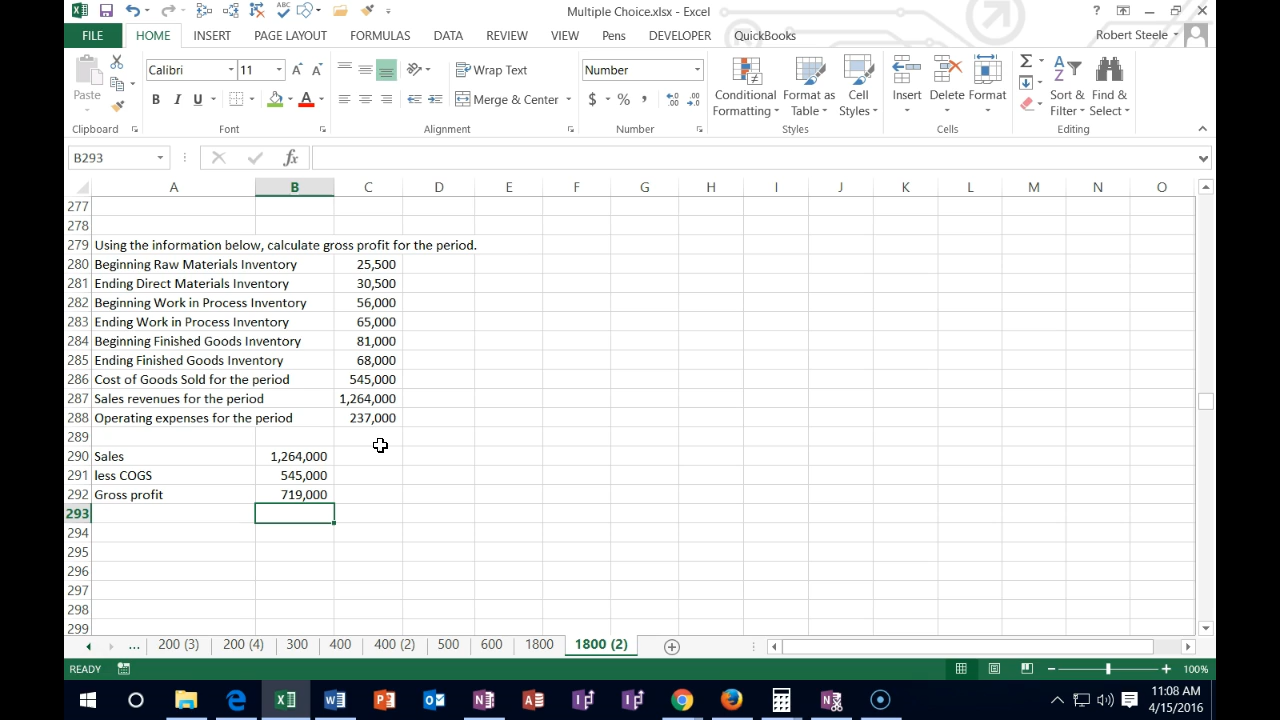 Multiple Choice.xlsx - Excel
FILE HOME INSERT PAGE LAYOUT FORMULAS DATA REVIEW VIEW Pens DEVELOPER QuickBooks Robert Steele
Paste Calibri 11 Wrap Text Number Conditional Formatting Format as Table Cell Styles Insert Delete Format Sort & Filter Find & Select
B I U A Merge & Center $ % ,
Clipboard Font Alignment Number Styles Cells Editing
B293 fx
A B C D E F G H I J K L M N O
277
278
279 Using the information below, calculate gross profit for the period.
280 Beginning Raw Materials Inventory 25,500
281 Ending Direct Materials Inventory 30,500
282 Beginning Work in Process Inventory 56,000
283 Ending Work in Process Inventory 65,000
284 Beginning Finished Goods Inventory 81,000
285 Ending Finished Goods Inventory 68,000
286 Cost of Goods Sold for the period 545,000
287 Sales revenues for the period 1,264,000
288 Operating expenses for the period 237,000
289
290 Sales 1,264,000
291 less COGS 545,000
292 Gross profit 719,000
293
294
295
296
297
298
299
... 200 (3) 200 (4) 300 400 400 (2) 500 600 1800 1800 (2)
READY 100%
11:08 AM
4/15/2016